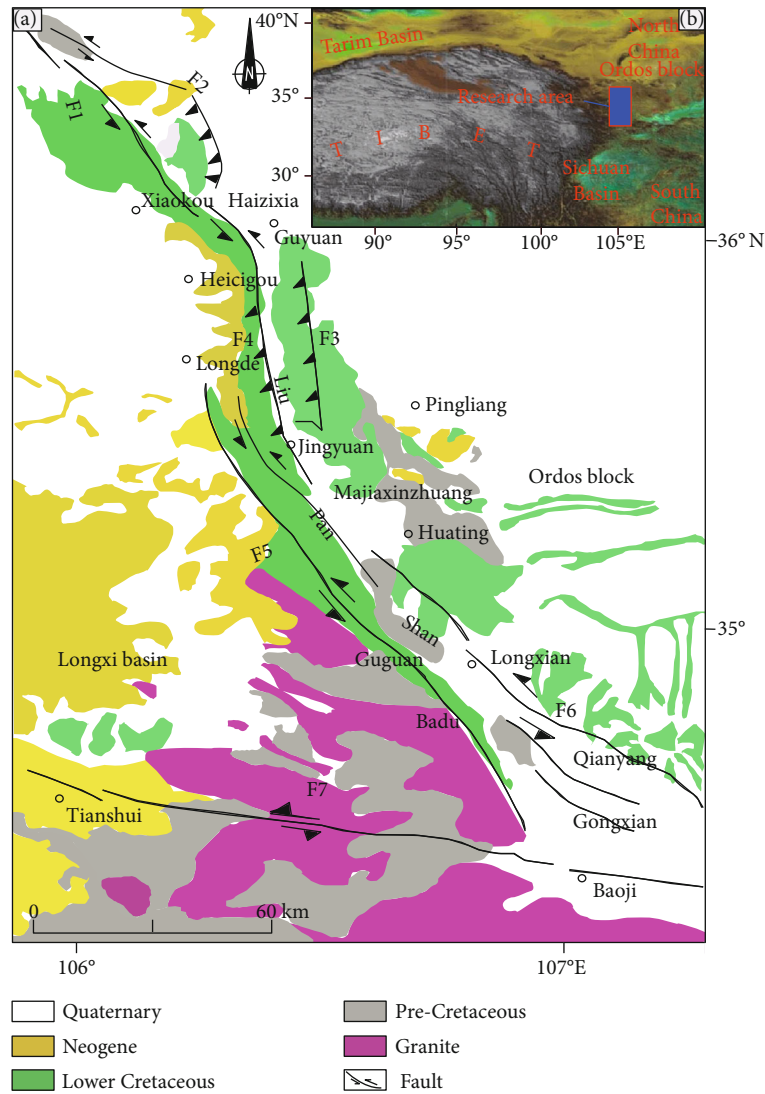 (a)
40°N
(b)
North
China
Tarim Basin
Ordos block
35°
Research area
T I B E T
30°
Sichuan
Basin
South
China
90°
95°
100°
105°E
N
F2
F1
Xiaokou
Haizixia
Guyuan
36°N
Heicigou
F4
F3
Longde
Liu
Pingliang
Jingyuan
Majiaxinzhuang
Ordos block
Pan
Huating
F5
Shan
35°
Longxi basin
Guguan
Longxian
Badu
F6
Qianyang
F7
Tianshui
Gongxian
Baoji
0
60 km
106°
107°E
Quaternary
Pre-Cretaceous
Neogene
Granite
Lower Cretaceous
Fault